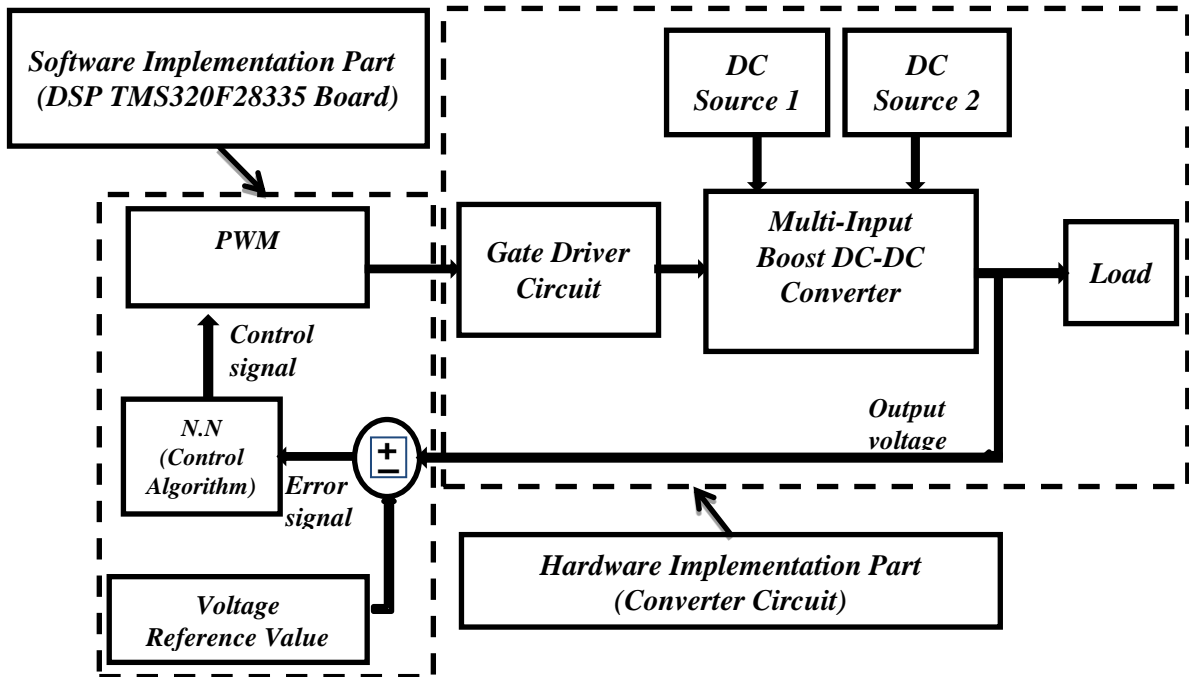 Software Implementation Part
(DSP TMS320F28335 Board)
DC
Source 1
DC
Source 2
PWM
Gate Driver
Circuit
Multi-Input
Boost DC-DC
Converter
Load
Control
signal
N.N
(Control
Algorithm)
Error
signal
+
−
Output
voltage
Voltage
Reference Value
Hardware Implementation Part
(Converter Circuit)